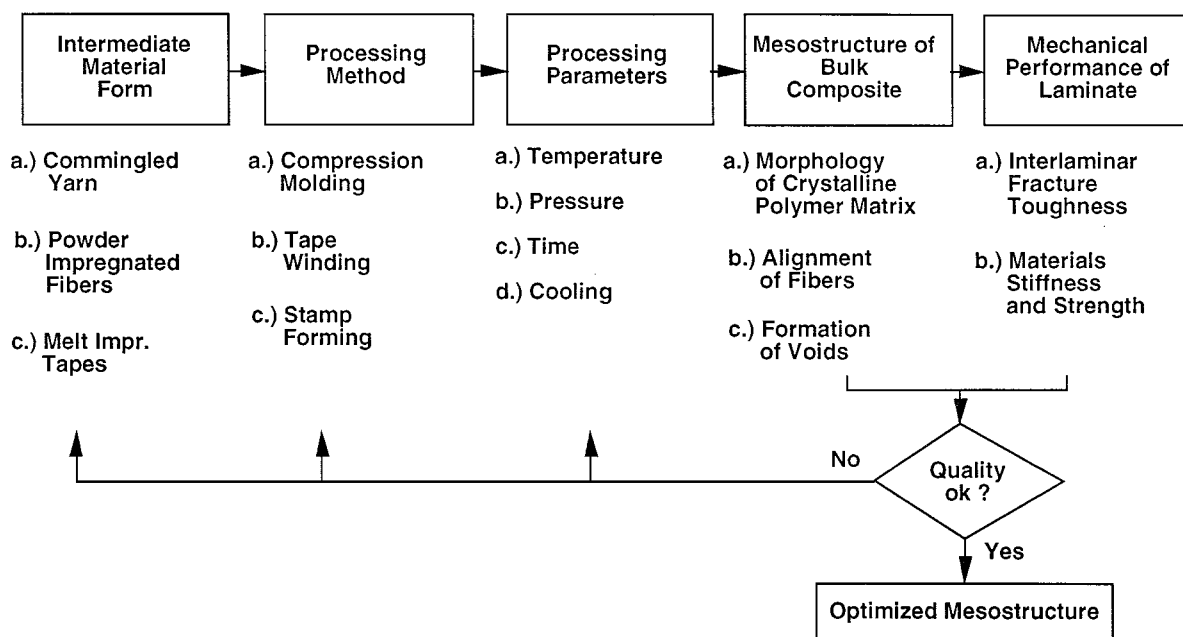 Intermediate
Material
Form
Processing
Method
Processing
Parameters
Mesostructure of
Bulk
Composite
Mechanical
Performance of
Laminate
a.) Commingled
Yarn
b.) Powder
Impregnated
Fibers
c.) Melt Impr.
Tapes
a.) Compression
Molding
b.) Tape
Winding
c.) Stamp
Forming
a.) Temperature
b.) Pressure
c.) Time
d.) Cooling
a.) Morphology
of Crystalline
Polymer Matrix
b.) Alignment
of Fibers
c.) Formation
of Voids
a.) Interlaminar
Fracture
Toughness
b.) Materials
Stiffness
and Strength
No
Quality
ok ?
Yes
Optimized Mesostructure